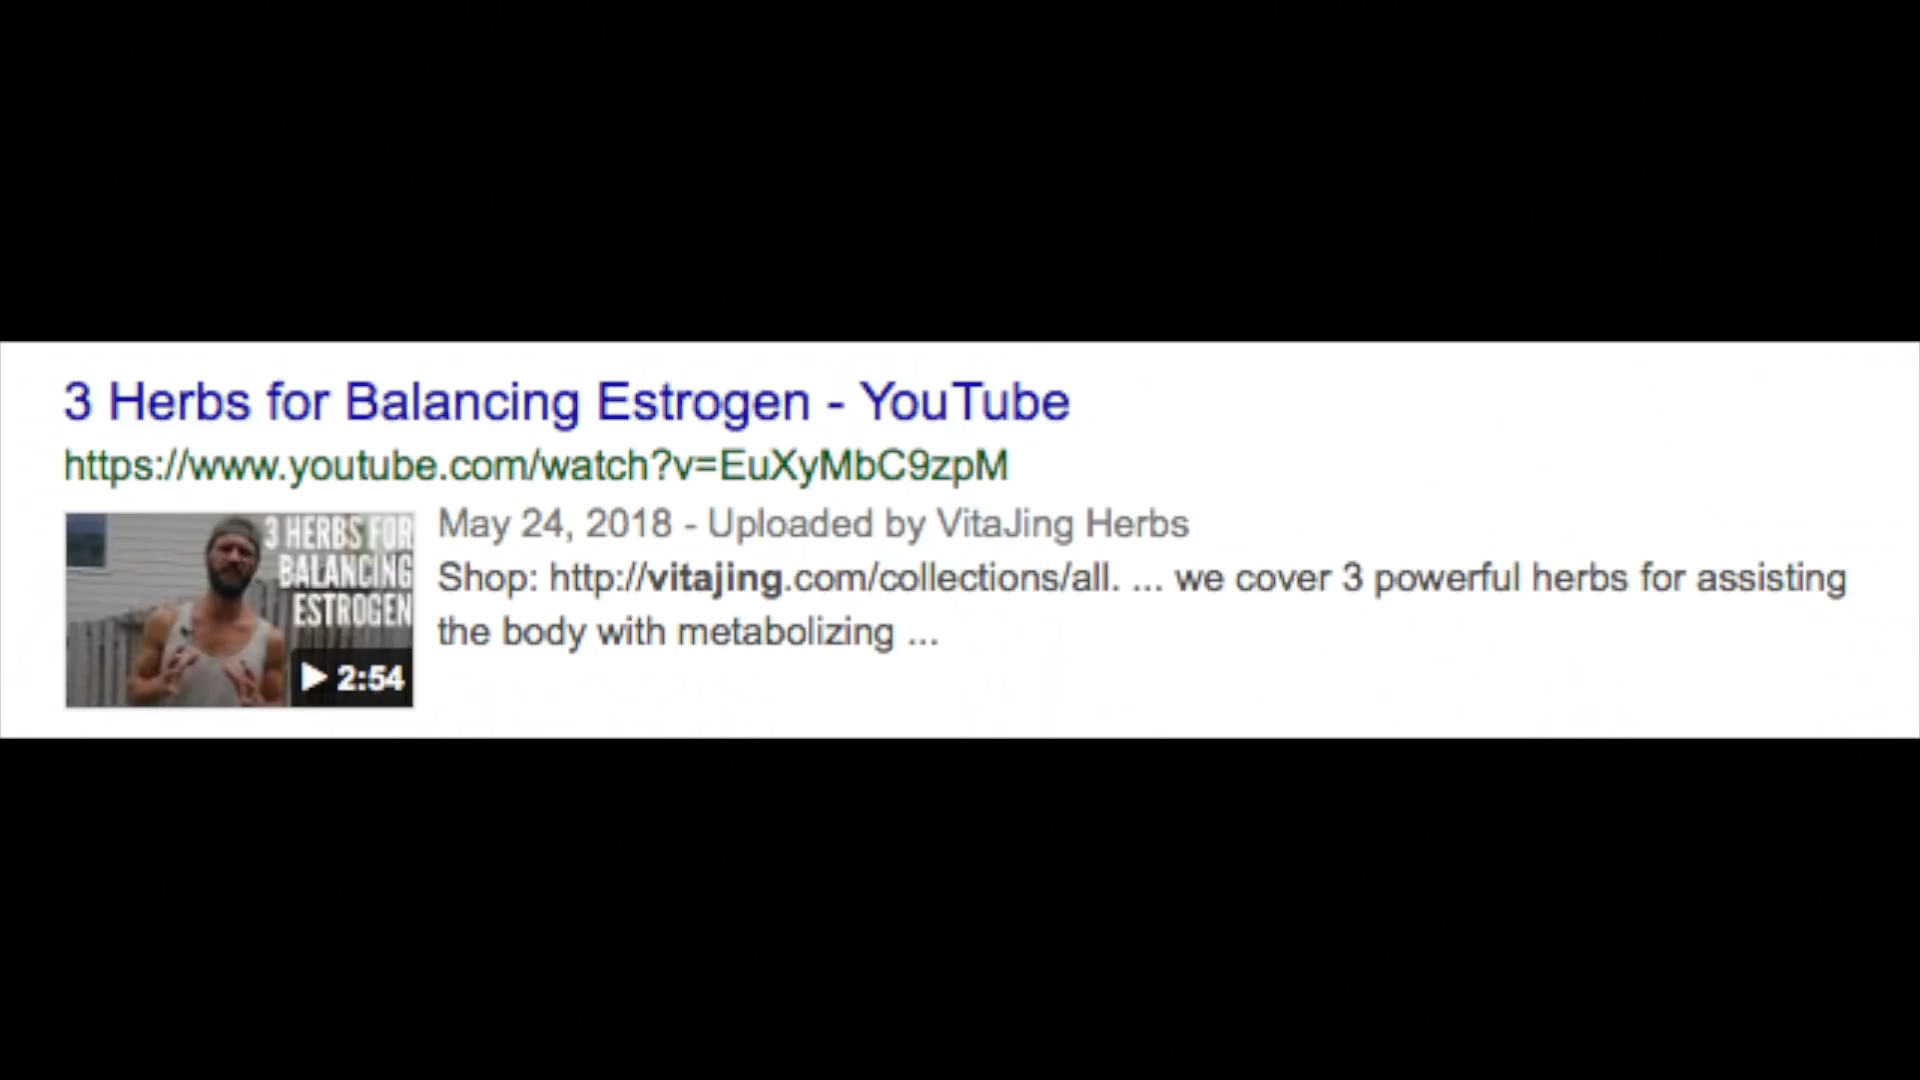 3 Herbs for Balancing Estrogen - YouTube
https://www.youtube.com/watch?v=EuXyMbC9zpM
3 HERBS FOR
BALANCING
ESTROGEN
2:54
May 24, 2018 - Uploaded by VitaJing Herbs
Shop: http://vitajing.com/collections/all. ... we cover 3 powerful herbs for assisting
the body with metabolizing ...